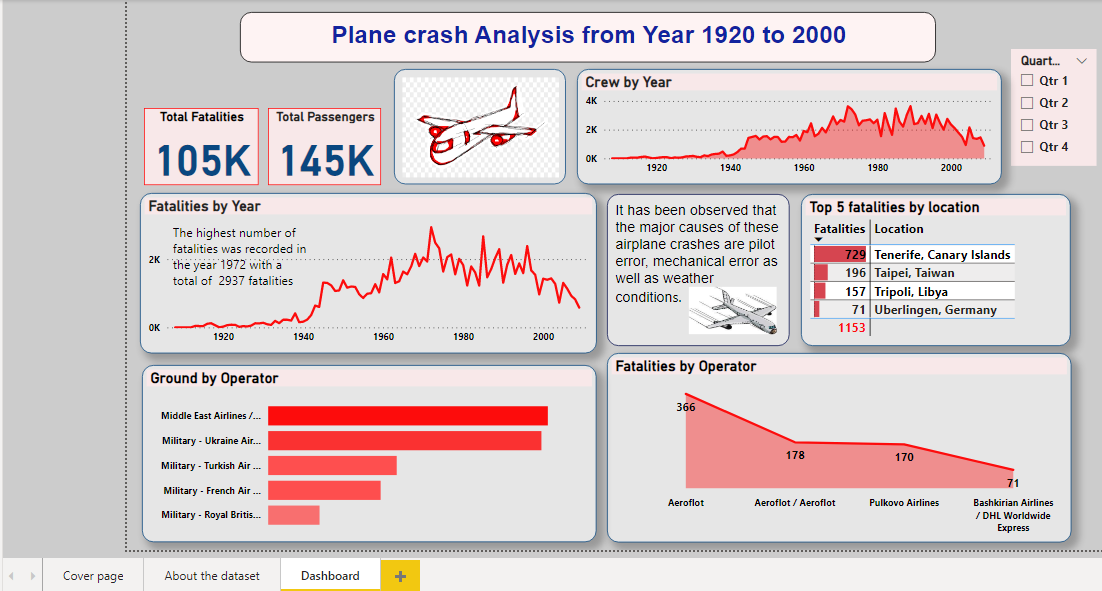 Plane crash Analysis from Year 1920 to 2000
Quart...
Qtr 1
Qtr 2
Qtr 3
Qtr 4
Total Fatalities
105K
Total Passengers
145K
Crew by Year
4K
2K
0K
1920
1940
1960
1980
2000
Fatalities by Year
The highest number of
fatalities was recorded in
the year 1972 with a
total of 2937 fatalities
2K
0K
1920
1940
1960
1980
2000
It has been observed that
the major causes of these
airplane crashes are pilot
error, mechanical error as
well as weather
conditions.
Top 5 fatalities by location
Fatalities Location
729 Tenerife, Canary Islands
196 Taipei, Taiwan
157 Tripoli, Libya
71 Uberlingen, Germany
1153
Ground by Operator
Middle East Airlines /...
Military - Ukraine Air...
Military - Turkish Air ...
Military - French Air ...
Military - Royal Britis...
Fatalities by Operator
366
178
170
71
Aeroflot
Aeroflot / Aeroflot
Pulkovo Airlines
Bashkirian Airlines
/ DHL Worldwide
Express
Cover page
About the dataset
Dashboard
+